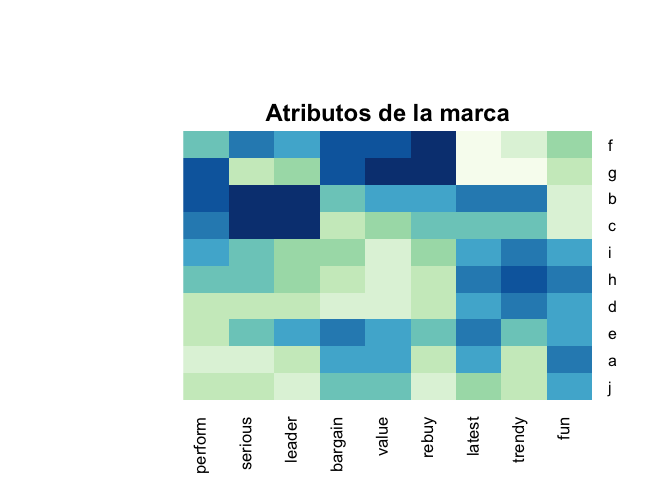 Atributos de la marca
f
g
b
c
i
h
d
e
a
j
perform
serious
leader
bargain
value
rebuy
latest
trendy
fun